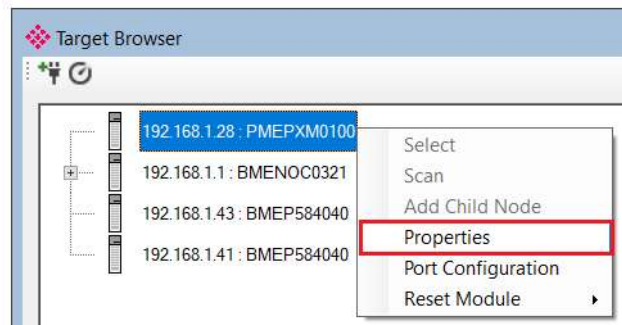 Target Browser
192.168.1.28 : PMEPXM0100
192.168.1.1 : BMENOC0321
192.168.1.43 : BMEP584040
192.168.1.41 : BMEP584040
Select
Scan
Add Child Node
Properties
Port Configuration
Reset Module